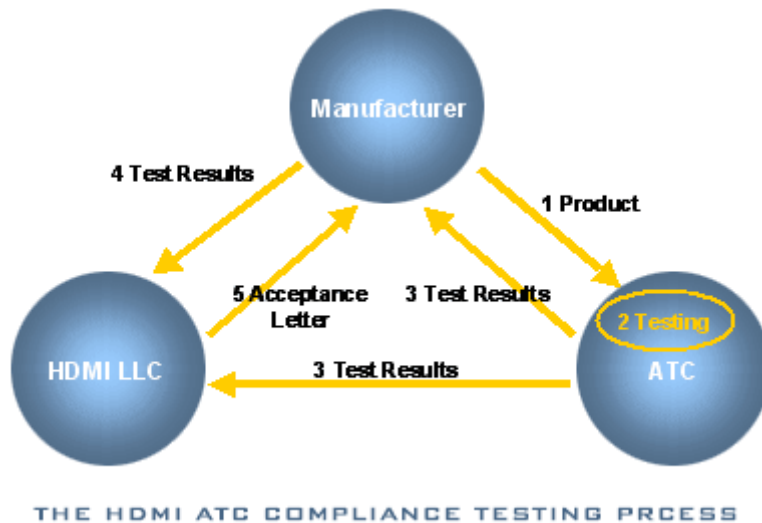 Manufacturer
4 Test Results
1 Product
5 Acceptance
Letter
3 Test Results
2 Testing
HDMI LLC
3 Test Results
ATC
THE HDMI ATC COMPLIANCE TESTING PRCESS